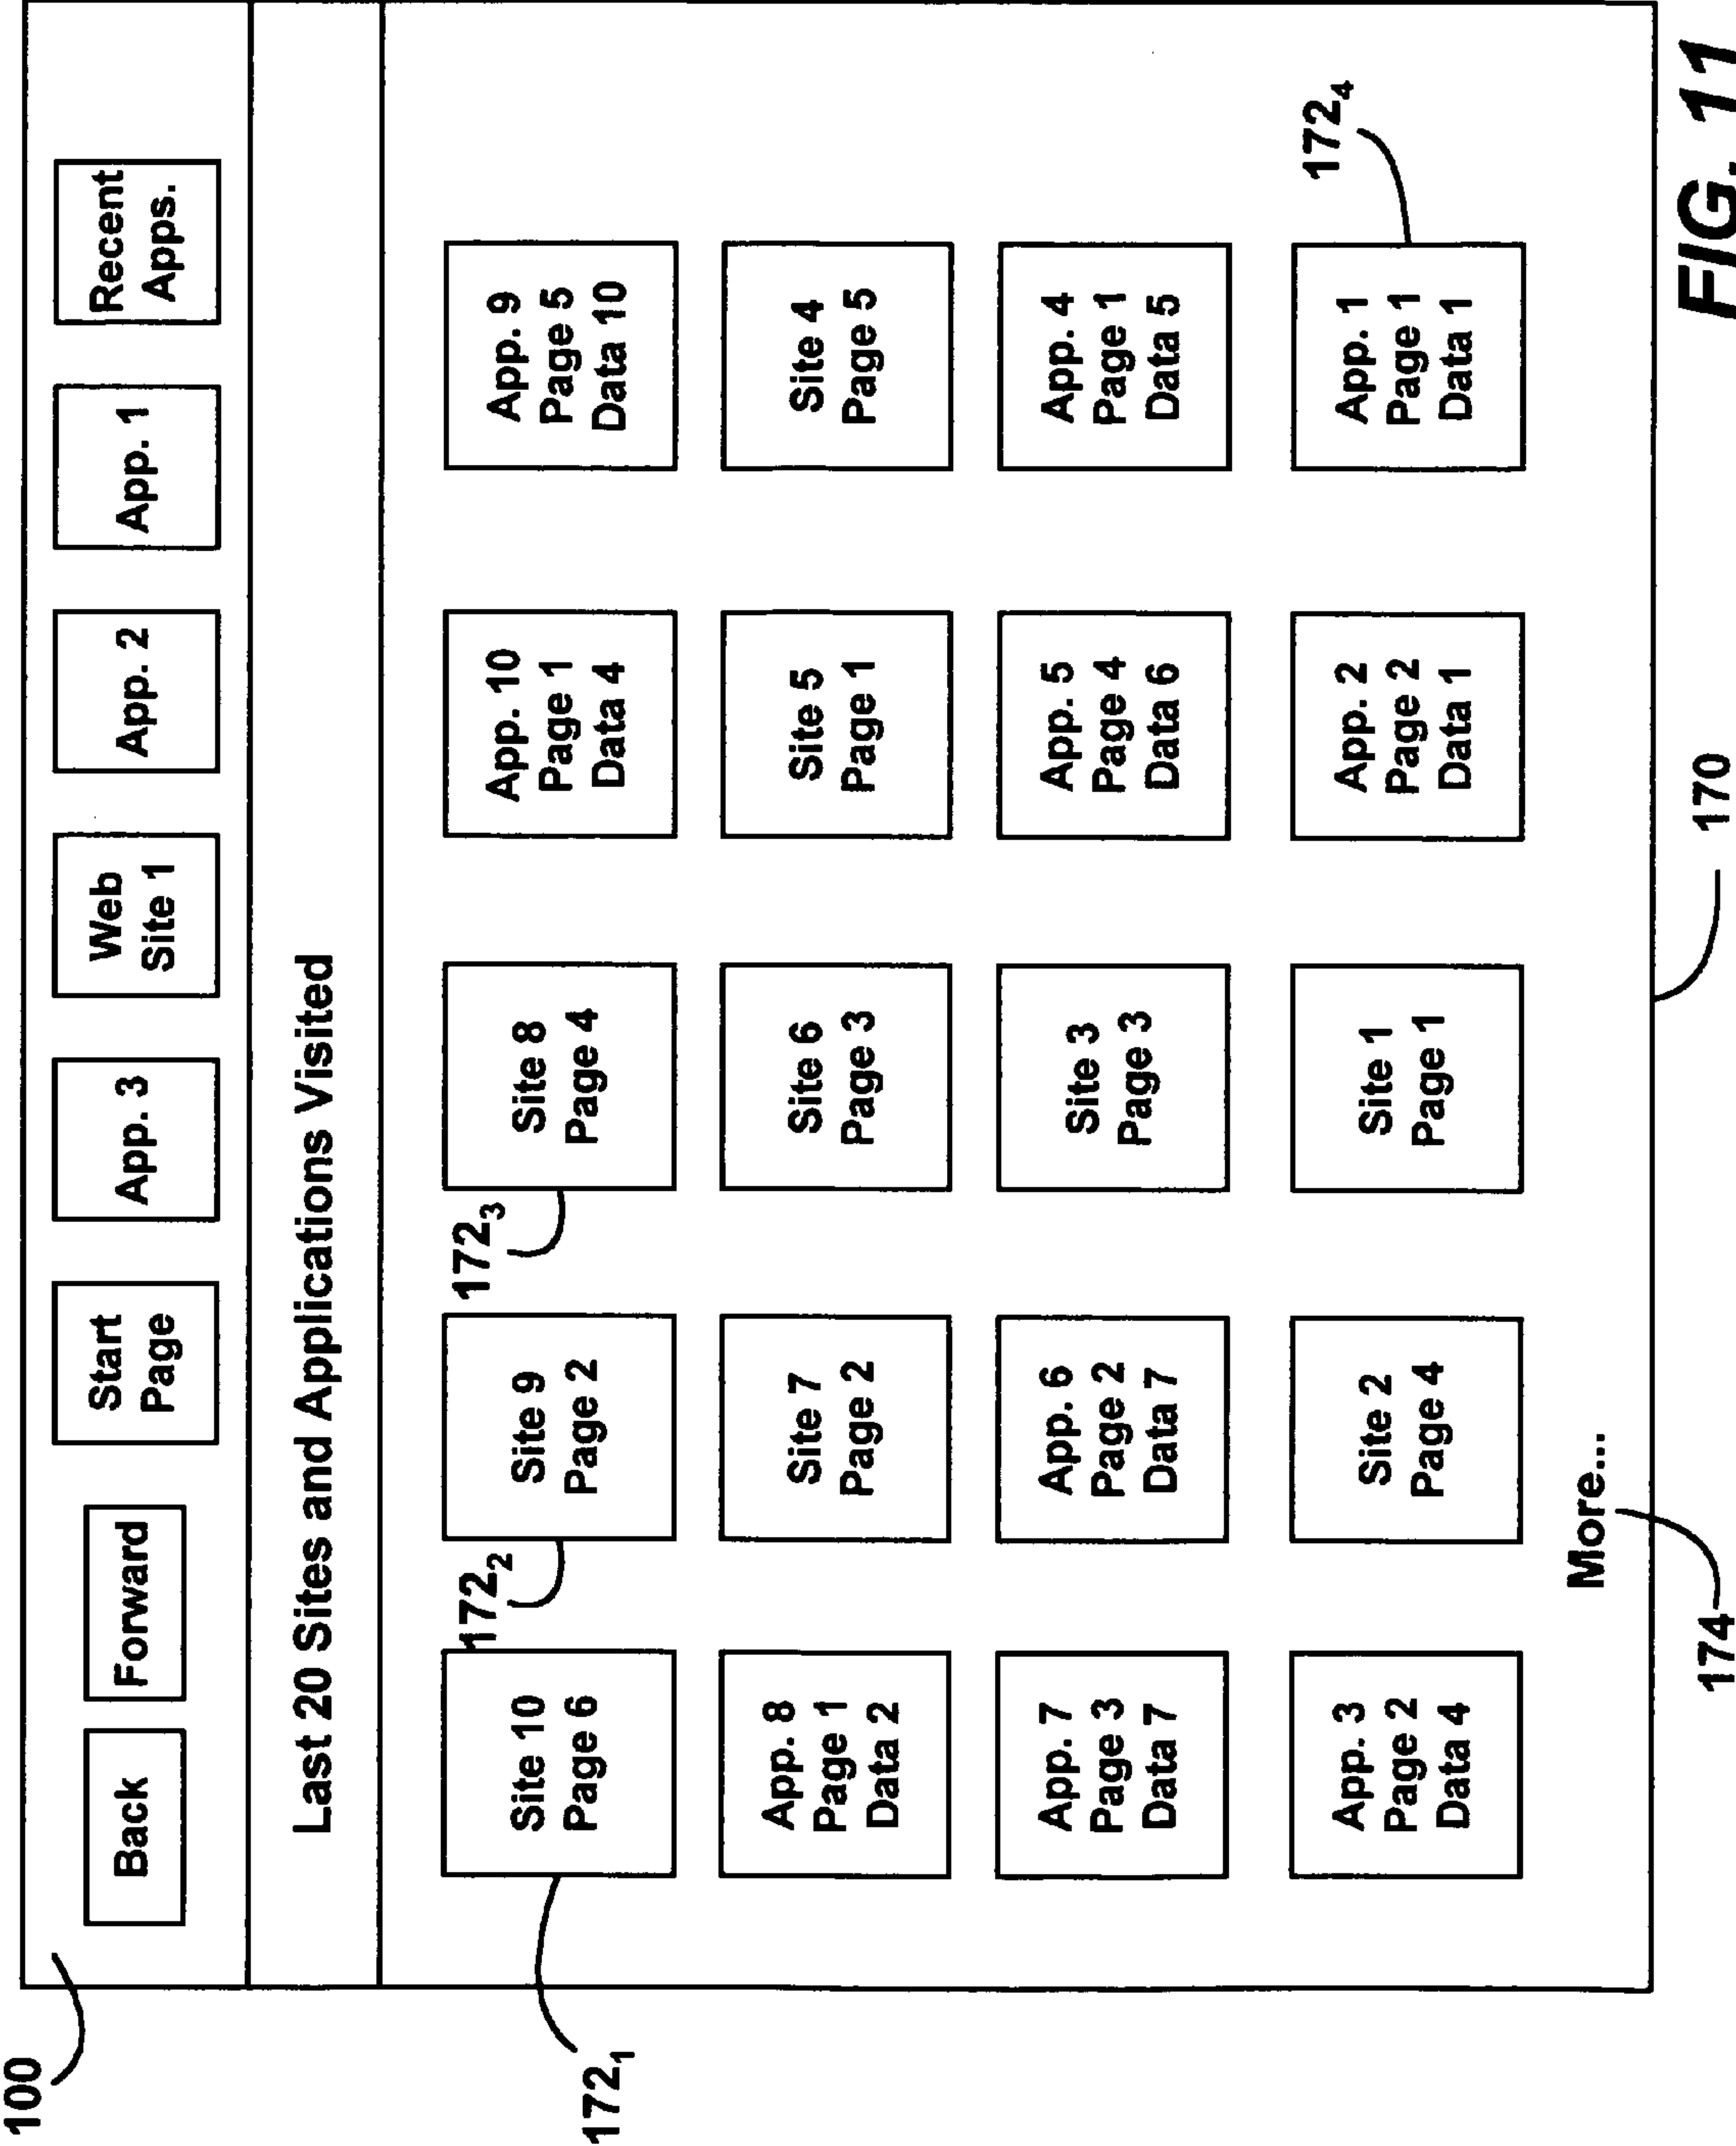 100
Back
Forward
Start
Page
App. 3
Web
Site 1
App. 2
App. 1
Recent
Apps.
Last 20 Sites and Applications Visited
172₁
Site 10
Page 6
172₂
Site 9
Page 2
172₃
Site 8
Page 4
App. 10
Page 1
Data 4
App. 9
Page 5
Data 10
App. 8
Page 1
Data 2
Site 7
Page 2
Site 6
Page 3
Site 5
Page 1
Site 4
Page 5
App. 7
Page 3
Data 7
App. 6
Page 2
Data 7
Site 3
Page 3
App. 5
Page 4
Data 6
App. 4
Page 1
Data 5
App. 3
Page 2
Data 4
Site 2
Page 4
Site 1
Page 1
App. 2
Page 2
Data 1
App. 1
Page 1
Data 1
172₄
More...
174
170
FIG. 11